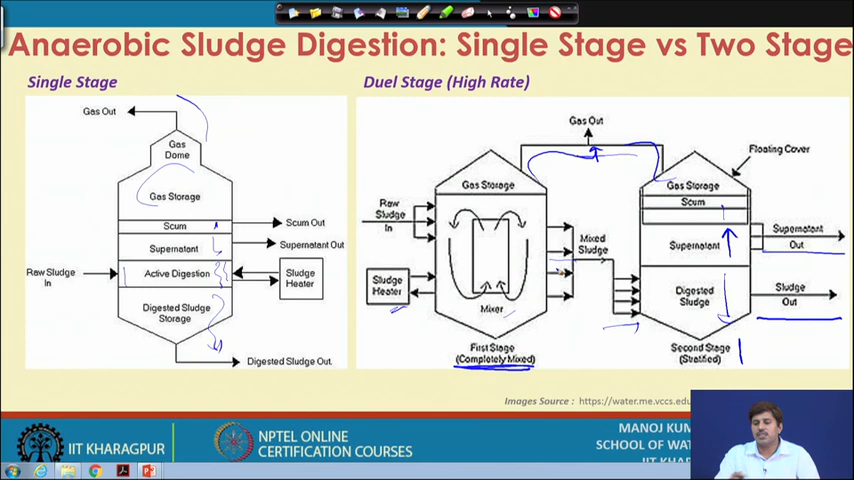 Anaerobic Sludge Digestion: Single Stage vs Two Stage
Single Stage
Duel Stage (High Rate)
Gas Out
Gas
Dome
Gas Storage
Scum
Scum Out
Supernatant
Supernatant Out
Raw Sludge
In
Active Digestion
Sludge
Heater
Digested Sludge
Storage
Digested Sludge Out
Gas Out
Floating Cover
Gas Storage
Raw
Sludge
In
Mixed
Sludge
Sludge
Heater
Mixer
First Stage
(Completely Mixed)
Gas Storage
Scum
Supernatant
Supernatant
Out
Digested
Sludge
Sludge
Out
Second Stage
(Stratified)
Images Source : https://water.me.vccs.edu
IIT KHARAGPUR
NPTEL ONLINE
CERTIFICATION COURSES
MANOJ
SCHOOL OF